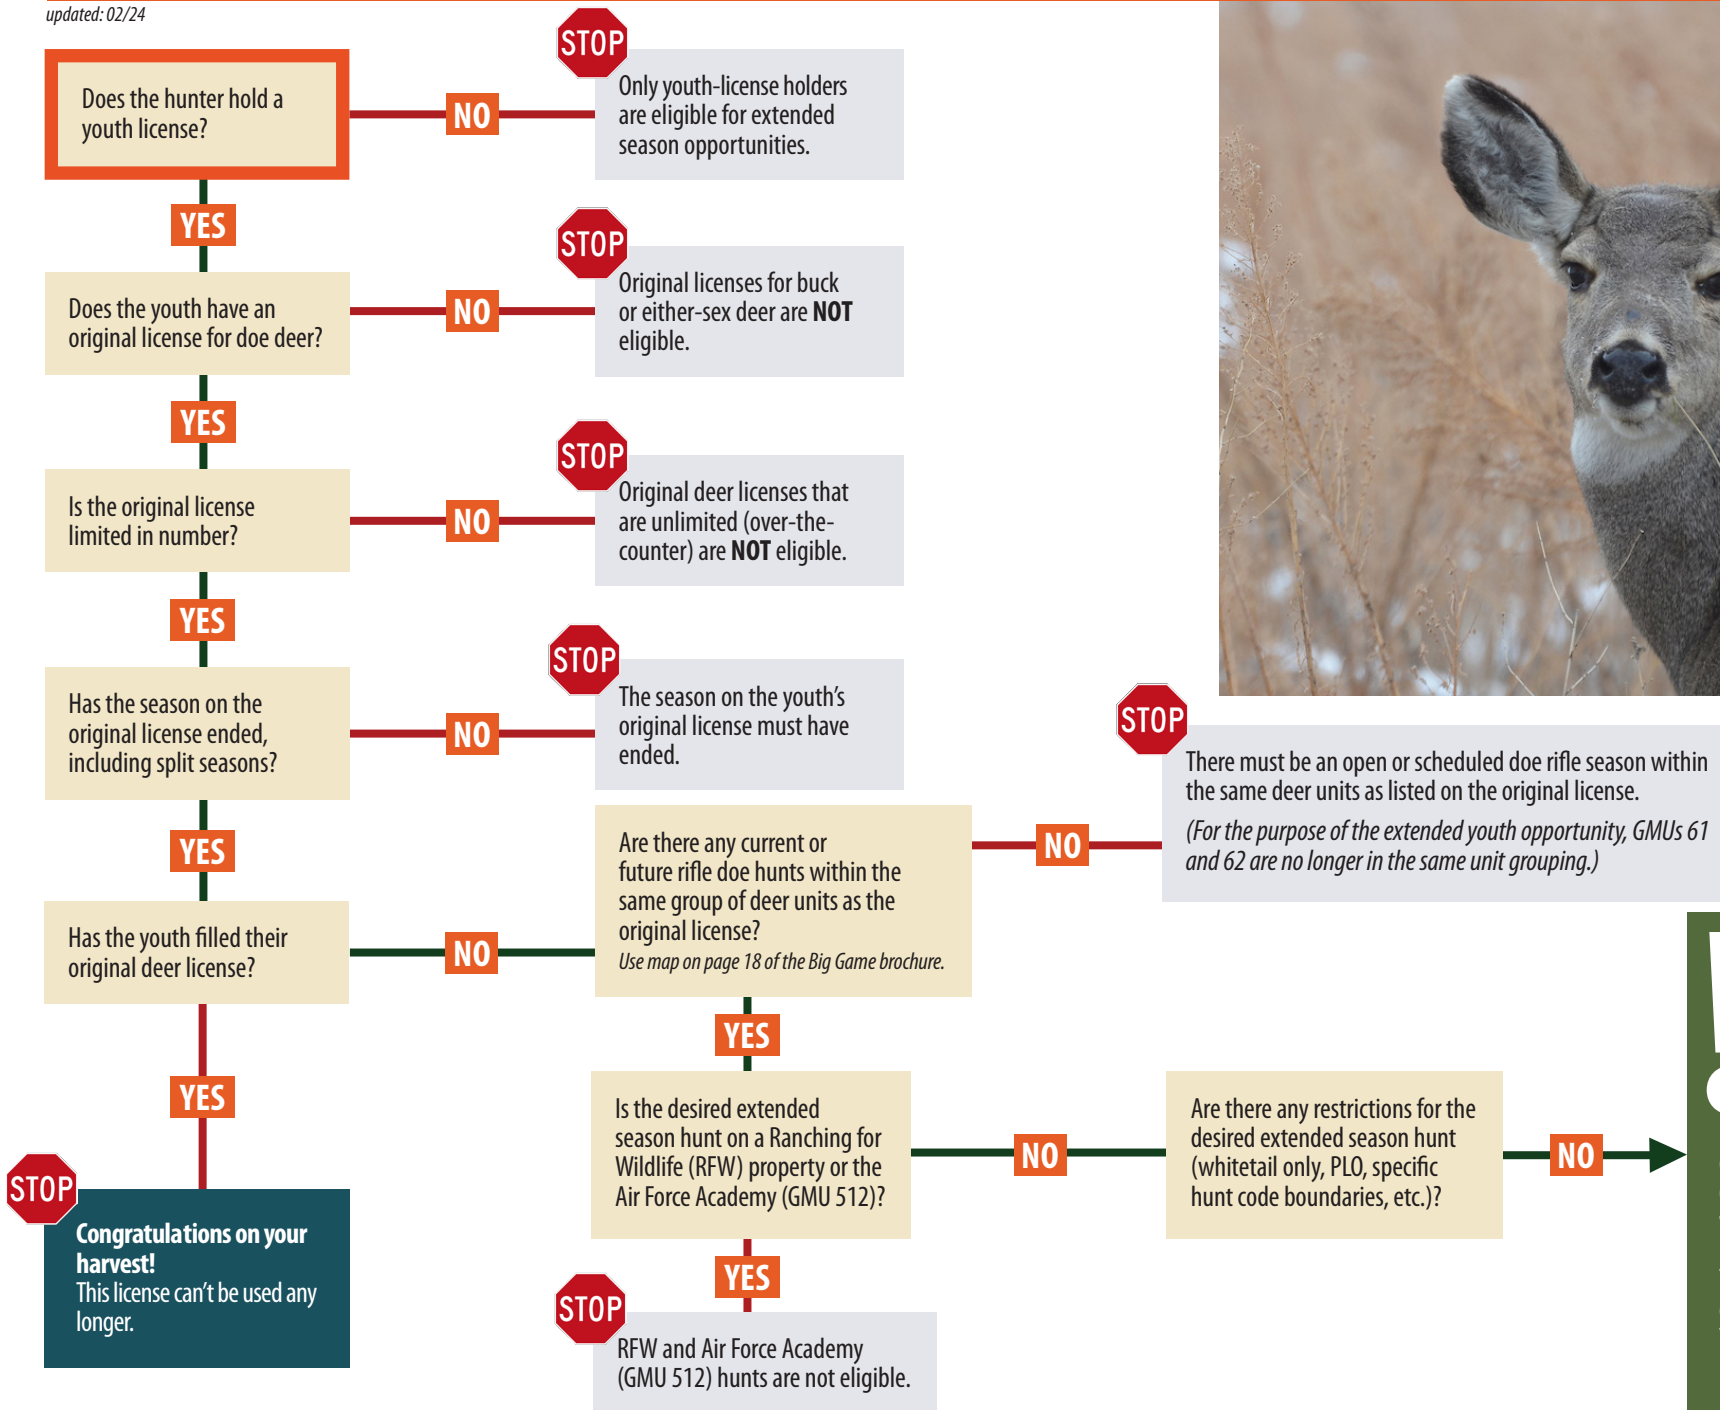 updated: 02/24
Does the hunter hold a
youth license?
NO
STOP
Only youth-license holders
are eligible for extended
season opportunities.
YES
Does the youth have an
original license for doe deer?
NO
STOP
Original licenses for buck
or either-sex deer are NOT
eligible.
YES
Is the original license
limited in number?
NO
STOP
Original deer licenses that
are unlimited (over-the-
counter) are NOT eligible.
YES
Has the season on the
original license ended,
including split seasons?
NO
STOP
The season on the youth's
original license must have
ended.
YES
Has the youth filled their
original deer license?
NO
Are there any current or
future rifle doe hunts within the
same group of deer units as the
original license?
Use map on page 18 of the Big Game brochure.
NO
STOP
There must be an open or scheduled doe rifle season within
the same deer units as listed on the original license.
(For the purpose of the extended youth opportunity, GMUs 61
and 62 are no longer in the same unit grouping.)
YES
STOP
Congratulations on your
harvest!
This license can't be used any
longer.
YES
Is the desired extended
season hunt on a Ranching for
Wildlife (RFW) property or the
Air Force Academy (GMU 512)?
NO
Are there any restrictions for the
desired extended season hunt
(whitetail only, PLO, specific
hunt code boundaries, etc.)?
NO
YES
STOP
RFW and Air Force Academy
(GMU 512) hunts are not eligible.